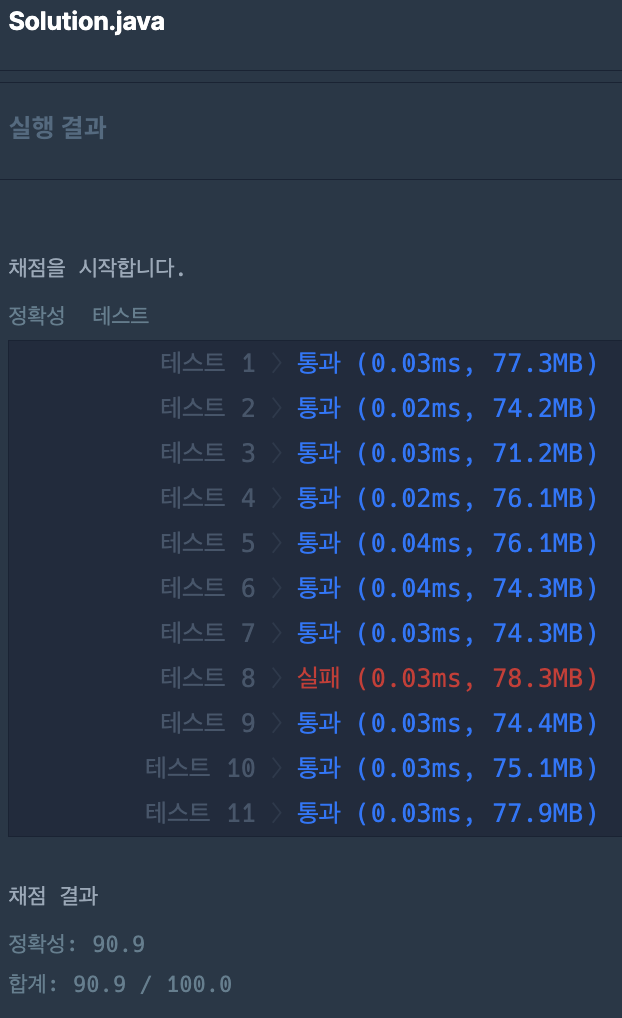 Solution.java
실행 결과
채점을 시작합니다.
정확성 테스트
테스트 1 〉 통과 (0.03ms, 77.3MB)
테스트 2 〉 통과 (0.02ms, 74.2MB)
테스트 3 〉 통과 (0.03ms, 71.2MB)
테스트 4 〉 통과 (0.02ms, 76.1MB)
테스트 5 〉 통과 (0.04ms, 76.1MB)
테스트 6 〉 통과 (0.04ms, 74.3MB)
테스트 7 〉 통과 (0.03ms, 74.3MB)
테스트 8 〉 실패 (0.03ms, 78.3MB)
테스트 9 〉 통과 (0.03ms, 74.4MB)
테스트 10 〉 통과 (0.03ms, 75.1MB)
테스트 11 〉 통과 (0.03ms, 77.9MB)
채점 결과
정확성: 90.9
합계: 90.9 / 100.0